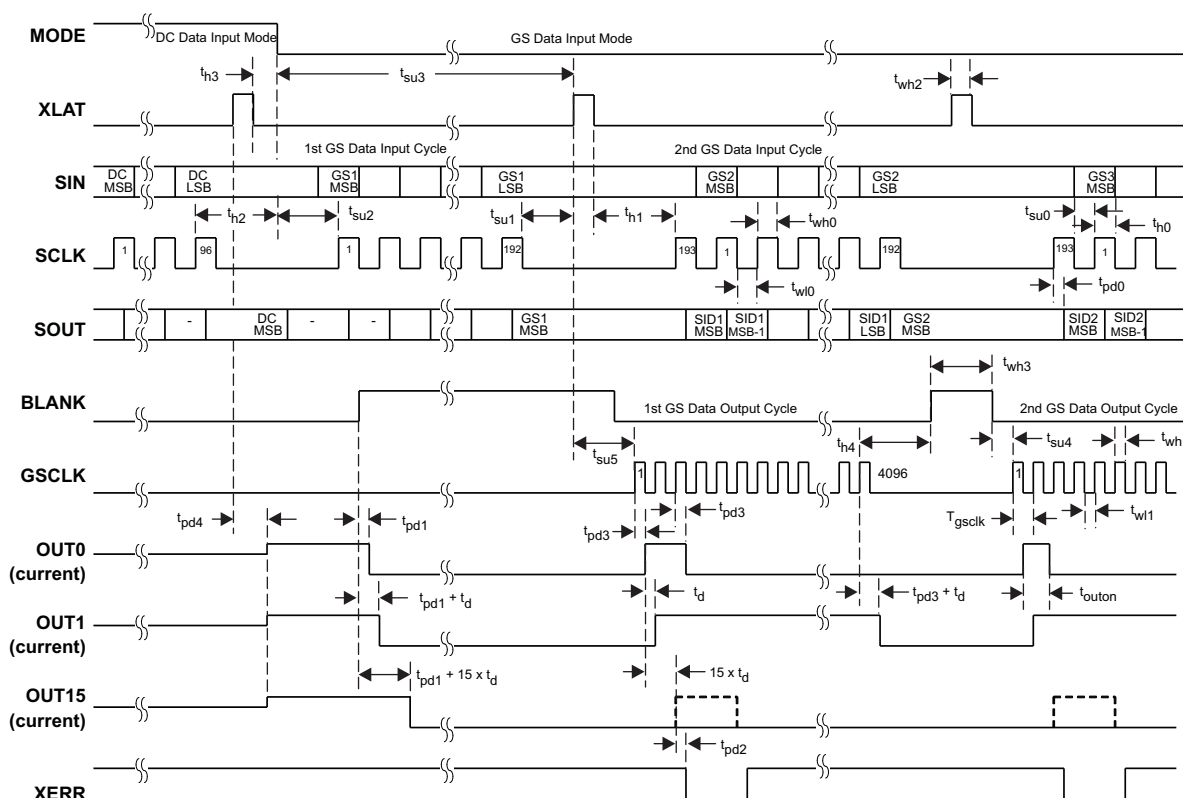 MODE
DC Data Input Mode
GS Data Input Mode
th3
tsu3
twh2
XLAT
1st GS Data Input Cycle
2nd GS Data Input Cycle
SIN
DC MSB
DC LSB
GS1 MSB
GS1 LSB
GS2 MSB
GS2 LSB
GS3 MSB
th2
tsu2
tsu1
th1
twh0
tsu0
th0
SCLK
1
96
1
192
193
1
192
193
1
twl0
tpd0
SOUT
-
DC MSB
-
-
GS1 MSB
SID1 MSB
SID1 MSB-1
SID1 LSB
GS2 MSB
SID2 MSB
SID2 MSB-1
twh3
BLANK
1st GS Data Output Cycle
2nd GS Data Output Cycle
tsu5
th4
tsu4
twh
GSCLK
1
4096
1
tpd4
tpd1
tpd3
tpd3
Tgsclk
twl1
OUT0
(current)
tpd1 + td
td
tpd3 + td
touton
OUT1
(current)
tpd1 + 15 x td
15 x td
OUT15
(current)
tpd2
XERR